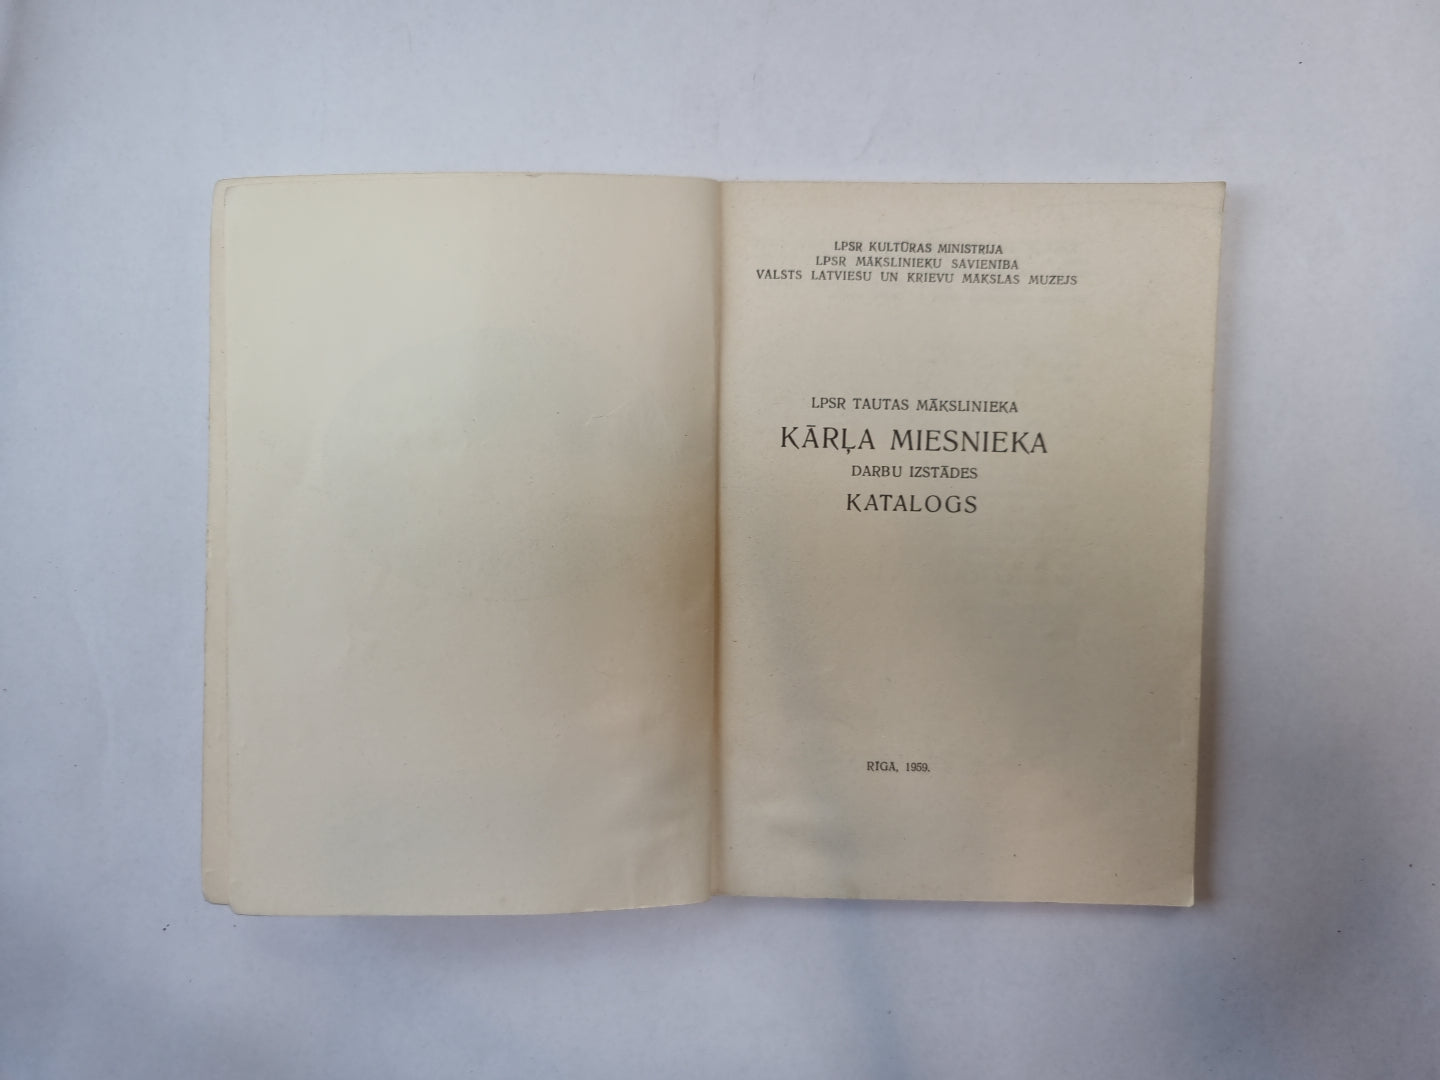 LPSR KULTŪRAS MINISTRIJA
LPSR MĀKSLINIEKU SAVIENĪBA
VALSTS LATVIEŠU UN KRIEVU MĀKSLAS MUZEJS
LPSR TAUTAS MĀKSLINIEKA
KĀRĻA MIESNIEKA
DARBU IZSTĀDES
KATALOGS
RĪGĀ, 1959.